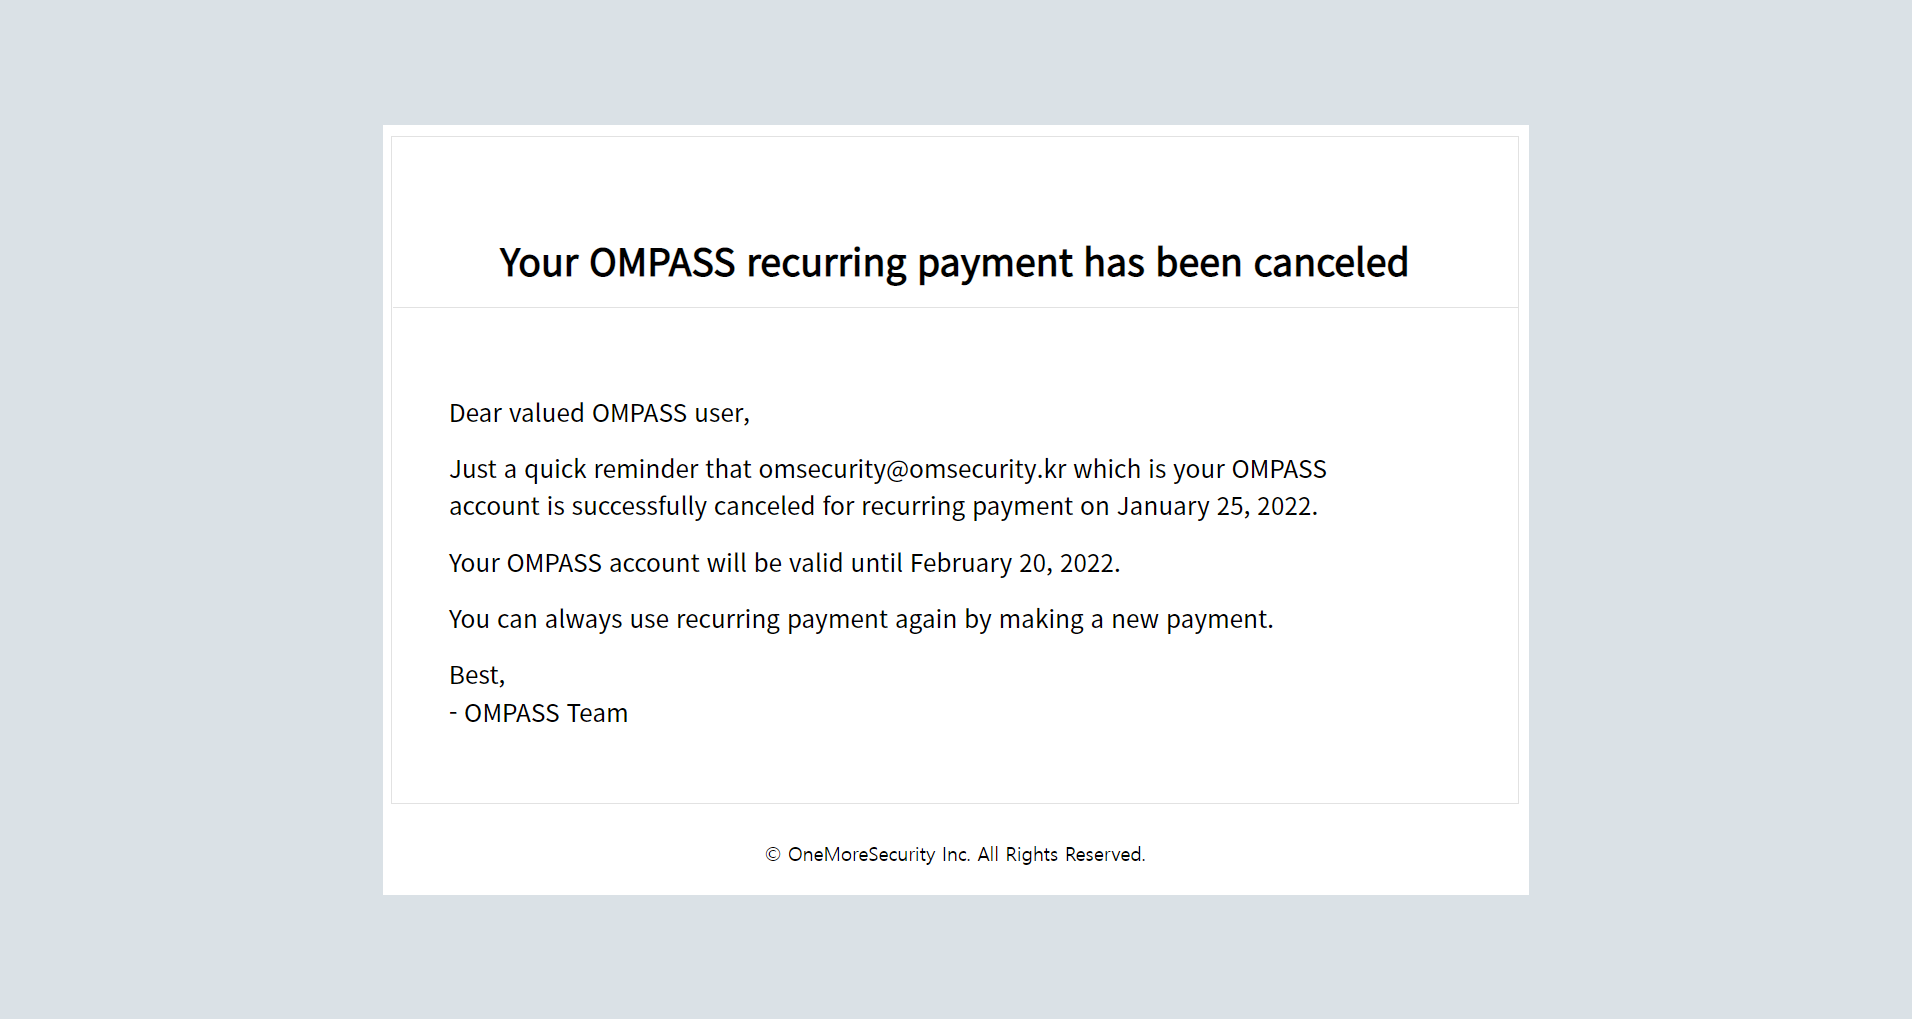 Your OMPASS recurring payment has been canceled
Dear valued OMPASS user,
Just a quick reminder that omsecurity@omsecurity.kr which is your OMPASS
account is successfully canceled for recurring payment on January 25, 2022.
Your OMPASS account will be valid until February 20, 2022.
You can always use recurring payment again by making a new payment.
Best,
- OMPASS Team
© OneMoreSecurity Inc. All Rights Reserved.